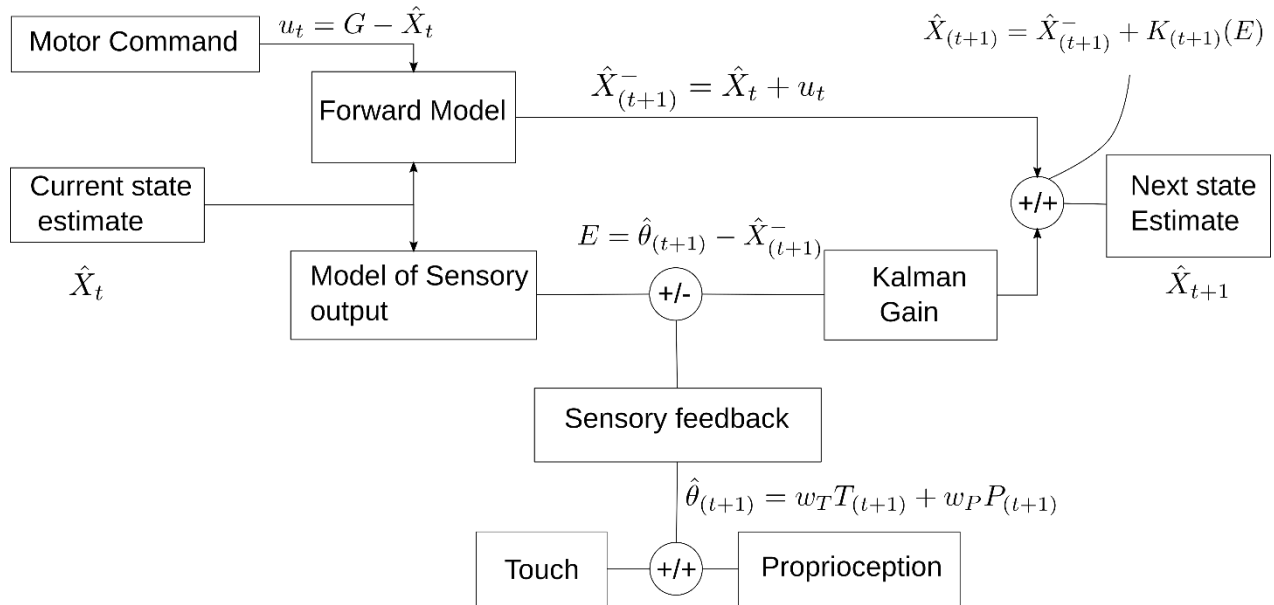 Motor Command
u_t = G − X̂_t
X̂_(t+1) = X̂⁻_(t+1) + K_(t+1)(E)
Forward Model
X̂⁻_(t+1) = X̂_t + u_t
Current state
estimate
X̂_t
+/+
Next state
Estimate
X̂_t+1
E = θ̂_(t+1) − X̂⁻_(t+1)
Model of Sensory
output
+/-
Kalman
Gain
Sensory feedback
θ̂_(t+1) = w_T T_(t+1) + w_P P_(t+1)
Touch
+/+
Proprioception